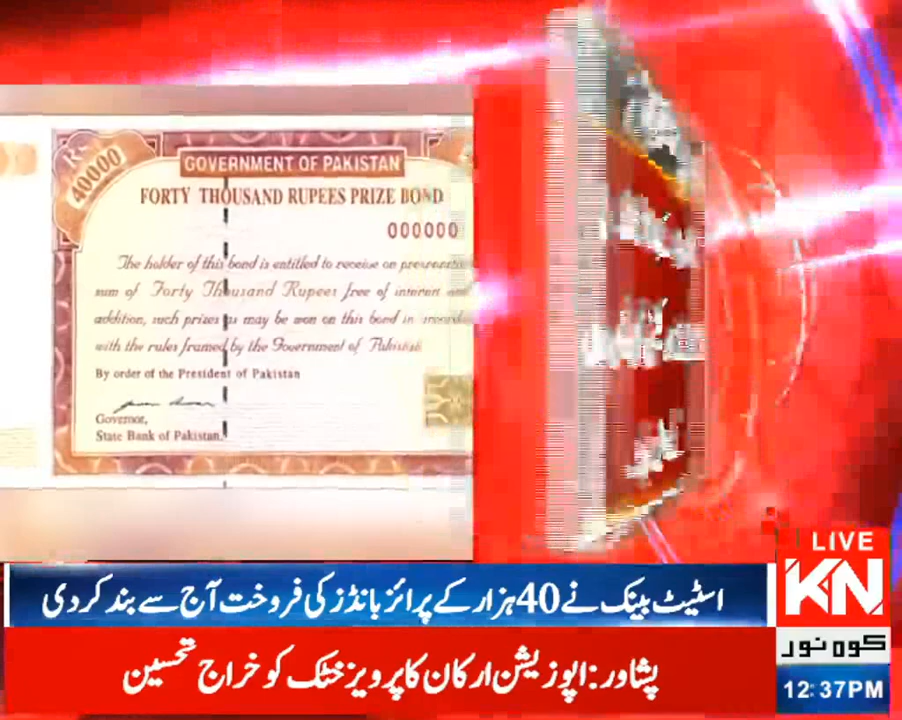 Rs 40000
GOVERNMENT OF PAKISTAN
FORTY THOUSAND RUPEES PRIZE BOND
000000
The holder of this bond is entitled to receive on
sum of Forty Thousand Rupees free of interest and
addition, such prizes as may be won on this bond in
with the rules framed by the Government of Pakistan
By order of the President of Pakistan
Governor,
State Bank of Pakistan.
LIVE
KN
کوہ نور
12:37PM
اسٹیٹ بینک نے 40 ہزار کے پرائز بانڈز کی فروخت آج سے بند کر دی
پشاور: اپوزیشن ارکان کا پرویز خٹک کو خراج تحسین